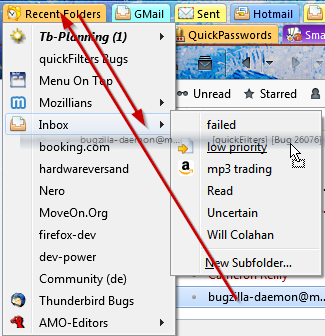 Recent Folders GMail Sent Hotmail
QuickPasswords
Tb-Planning (1)
quickFilters Bugs
Menu On Top
Unread Starred
Mozillians
Inbox
failed
bugzilla-daemon@m... [quickFilters] [Bug 26076]
booking.com
low priority
hardwareversand
mp3 trading
Nero
Read
MoveOn.Org
Uncertain
firefox-dev
Will Colahan
dev-power
New Subfolder...
Community (de)
Cameron Reilly
Thunderbird Bugs
bugzilla-daemon@m...
AMO-Editors